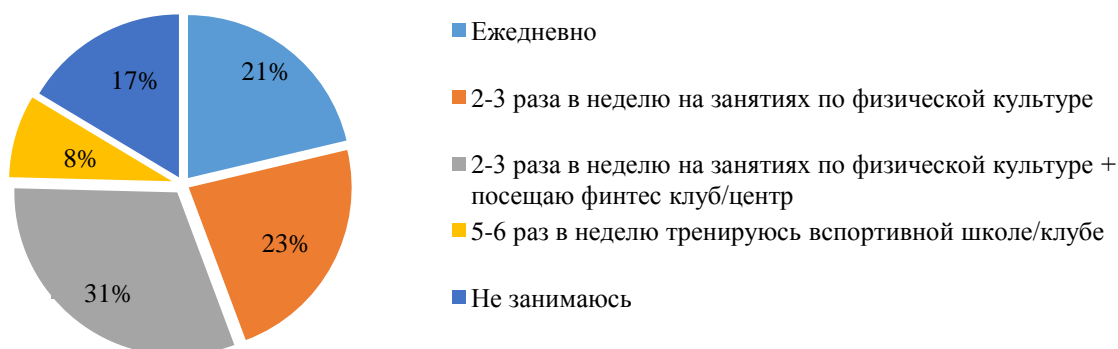 17%
21%
8%
23%
31%
Ежедневно
2-3 раза в неделю на занятиях по физической культуре
2-3 раза в неделю на занятиях по физической культуре +
посещаю финтес клуб/центр
5-6 раз в неделю тренируюсь вспортивной школе/клубе
Не занимаюсь